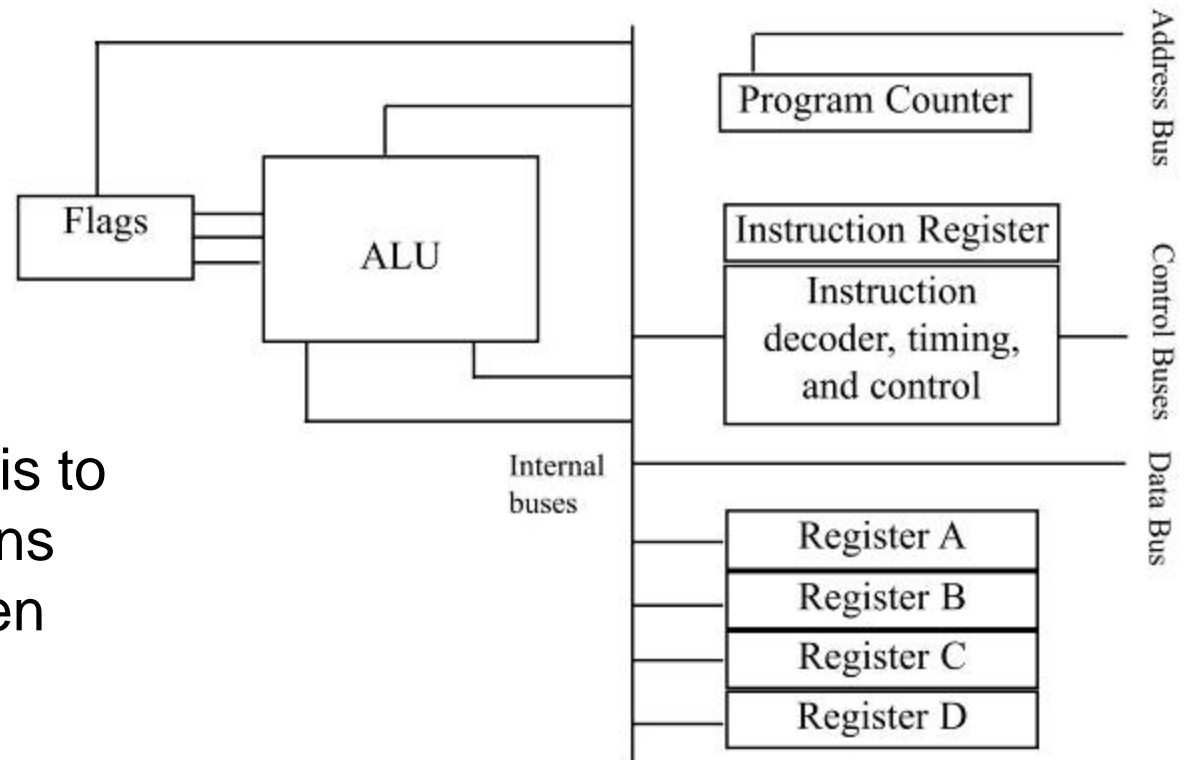 Address Bus
Program Counter
Flags
ALU
Instruction Register
Instruction
decoder, timing,
and control
Control Buses
is to
ns
en
Internal
buses
Data Bus
Register A
Register B
Register C
Register D